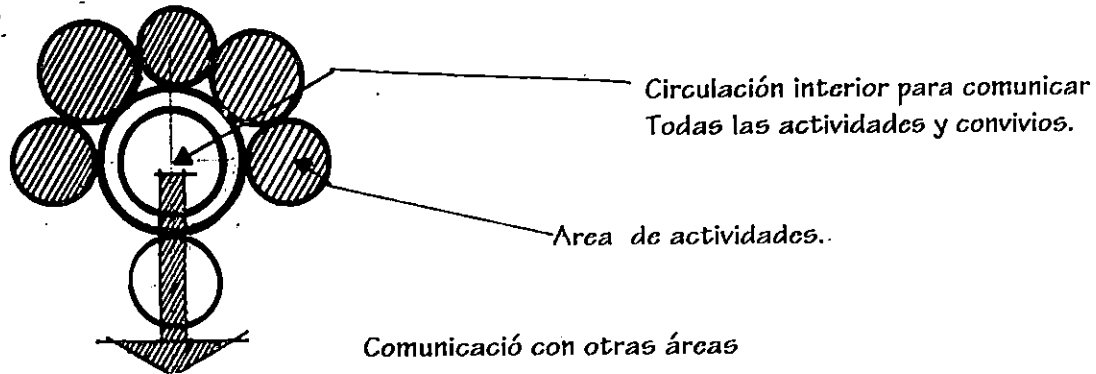 Circulación interior para comunicar
Todas las actividades y convivios.
Area de actividades.
Comunicació con otras áreas